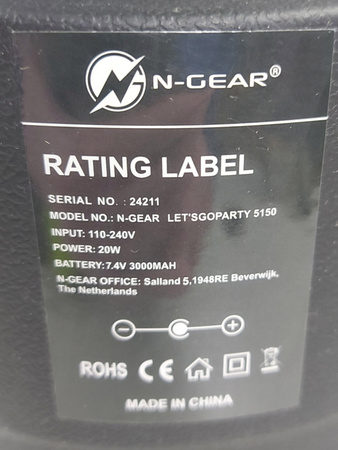 N-GEAR®
RATING LABEL
SERIAL NO. : 24211
MODEL NO.: N-GEAR LET'SGOPARTY 5150
INPUT: 110-240V
POWER: 20W
BATTERY:7.4V 3000MAH
N-GEAR OFFICE: Salland 5,1948RE Beverwijk,
The Netherlands
ROHS CE
MADE IN CHINA